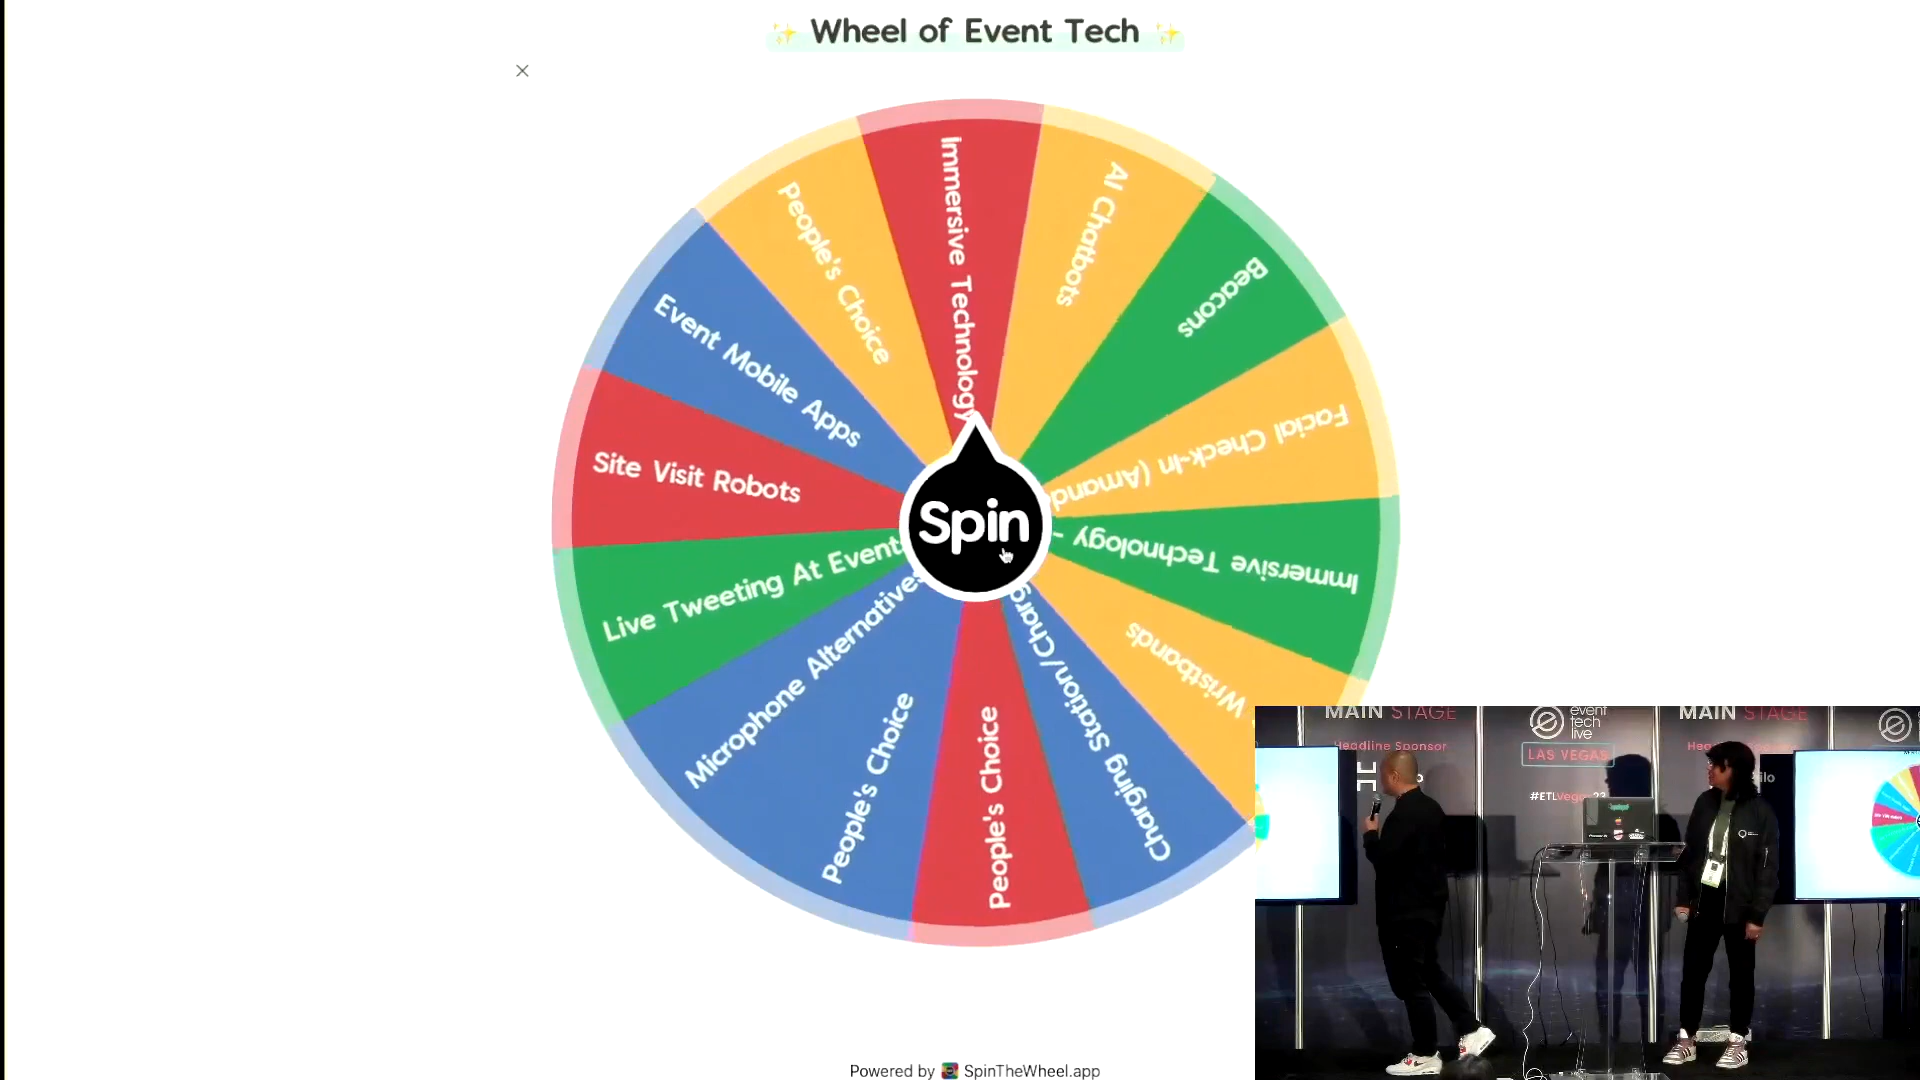 ✨ Wheel of Event Tech ✨
Immersive Technology
AI Chatbots
Beacons
Facial Check-In (Amand
Immersive Technology -
Wristbands
Charging Station/Charg
People's Choice
People's Choice
Microphone Alternatives
Live Tweeting At Events
Site Visit Robots
Event Mobile Apps
People's Choice
Spin
MAIN STAGE
Headline Sponsor
event
tech
live
LAS VEGAS
MAIN STAGE
Powered by SpinTheWheel.app